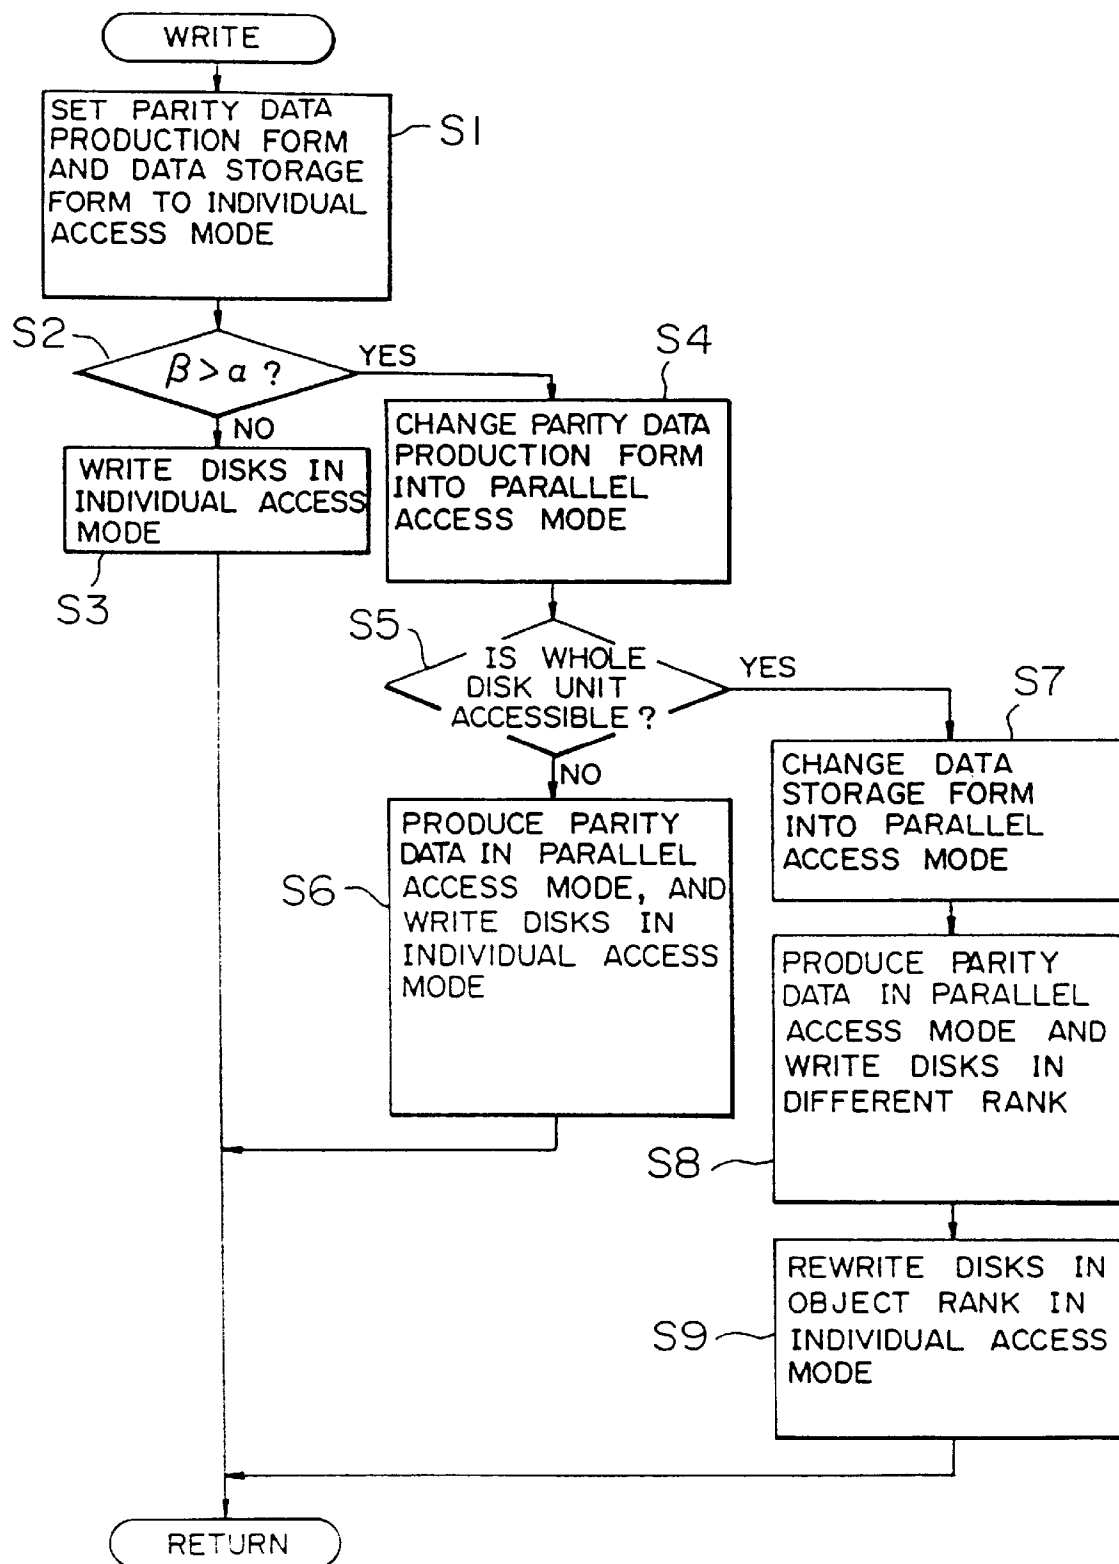 WRITE
SET PARITY DATA
PRODUCTION FORM
AND DATA STORAGE
FORM TO INDIVIDUAL
ACCESS MODE
S1
S2
β > α ?
YES
NO
S3
WRITE DISKS IN
INDIVIDUAL ACCESS
MODE
S4
CHANGE PARITY DATA
PRODUCTION FORM
INTO PARALLEL
ACCESS MODE
S5
IS WHOLE
DISK UNIT
ACCESSIBLE ?
YES
NO
S6
PRODUCE PARITY
DATA IN PARALLEL
ACCESS MODE, AND
WRITE DISKS IN
INDIVIDUAL ACCESS
MODE
S7
CHANGE DATA
STORAGE FORM
INTO PARALLEL
ACCESS MODE
PRODUCE PARITY
DATA IN PARALLEL
ACCESS MODE AND
WRITE DISKS IN
DIFFERENT RANK
S8
REWRITE DISKS IN
OBJECT RANK IN
INDIVIDUAL ACCESS
MODE
S9
RETURN